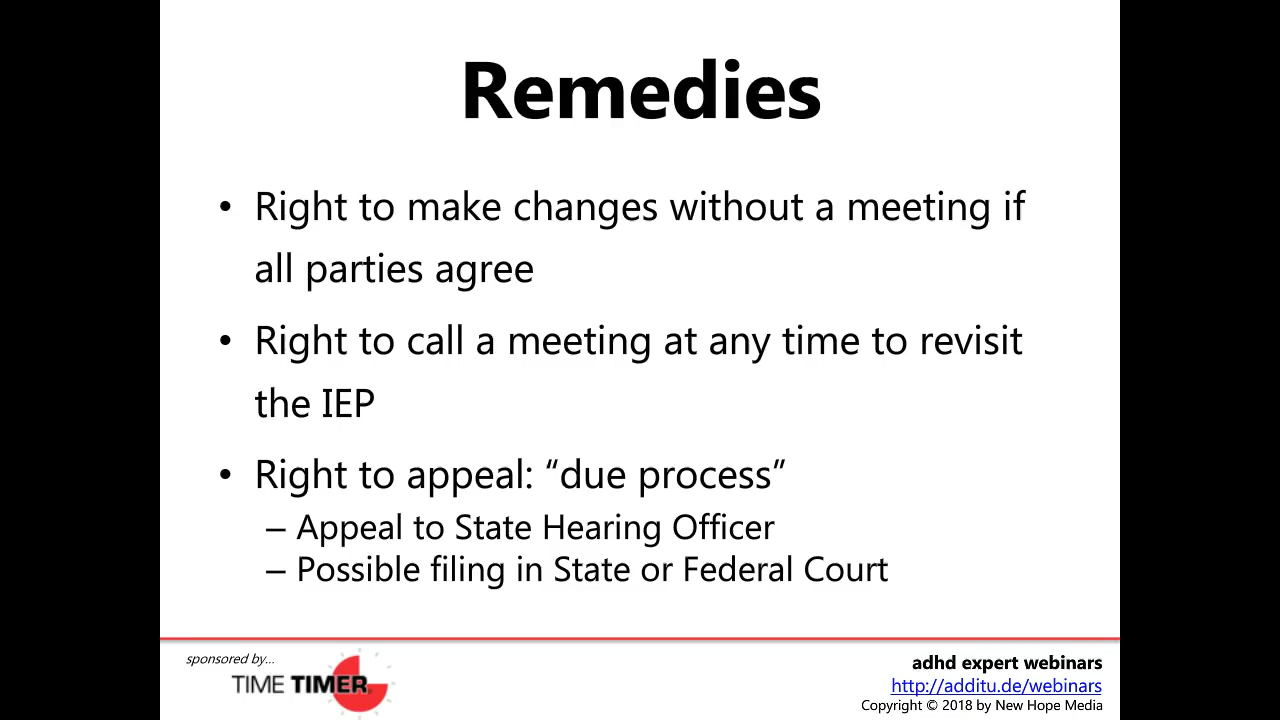 Remedies
• Right to make changes without a meeting if
all parties agree
• Right to call a meeting at any time to revisit
the IEP
• Right to appeal: “due process”
– Appeal to State Hearing Officer
– Possible filing in State or Federal Court
sponsored by...
TIME TIMER
adhd expert webinars
http://additu.de/webinars
Copyright © 2018 by New Hope Media